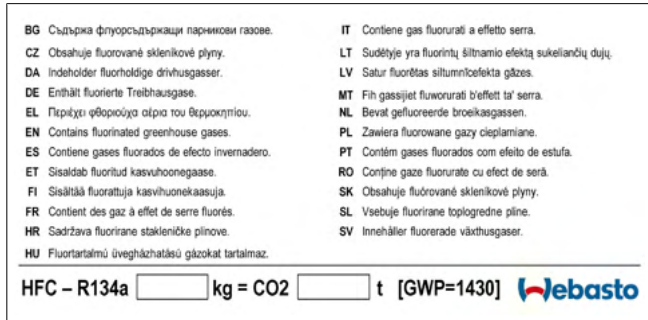 BG Съдържа флуорсъдържащи парникови газове.
CZ Obsahuje fluorované skleníkové plyny.
DA Indeholder fluorholdige drivhusgasser.
DE Enthält fluorierte Treibhausgase.
EL Περιέχει φθοριούχα αέρια του θερμοκηπίου.
EN Contains fluorinated greenhouse gases.
ES Contiene gases fluorados de efecto invernadero.
ET Sisaldab fluoritud kasvuhoonegaase.
FI Sisältää fluorattuja kasvihuonekaasuja.
FR Contient des gaz à effet de serre fluorés.
HR Sadržava fluorirane stakleničke plinove.
HU Fluortartalmú üvegházhatású gázokat tartalmaz.
IT Contiene gas fluorurati a effetto serra.
LT Sudėtyje yra fluorintų šiltnamio efektą sukeliančių dujų.
LV Satur fluorētas siltumnīcefekta gāzes.
MT Fih gassijiet fluworurati b'effett ta' serra.
NL Bevat gefluoreerde broeikasgassen.
PL Zawiera fluorowane gazy cieplarniane.
PT Contém gases fluorados com efeito de estufa.
RO Conține gaze fluorurate cu efect de seră.
SK Obsahuje fluórované skleníkové plyny.
SL Vsebuje fluorirane toplogredne pline.
SV Innehåller fluorerade växthusgaser.
HFC – R134a kg = CO2 t [GWP=1430] Webasto